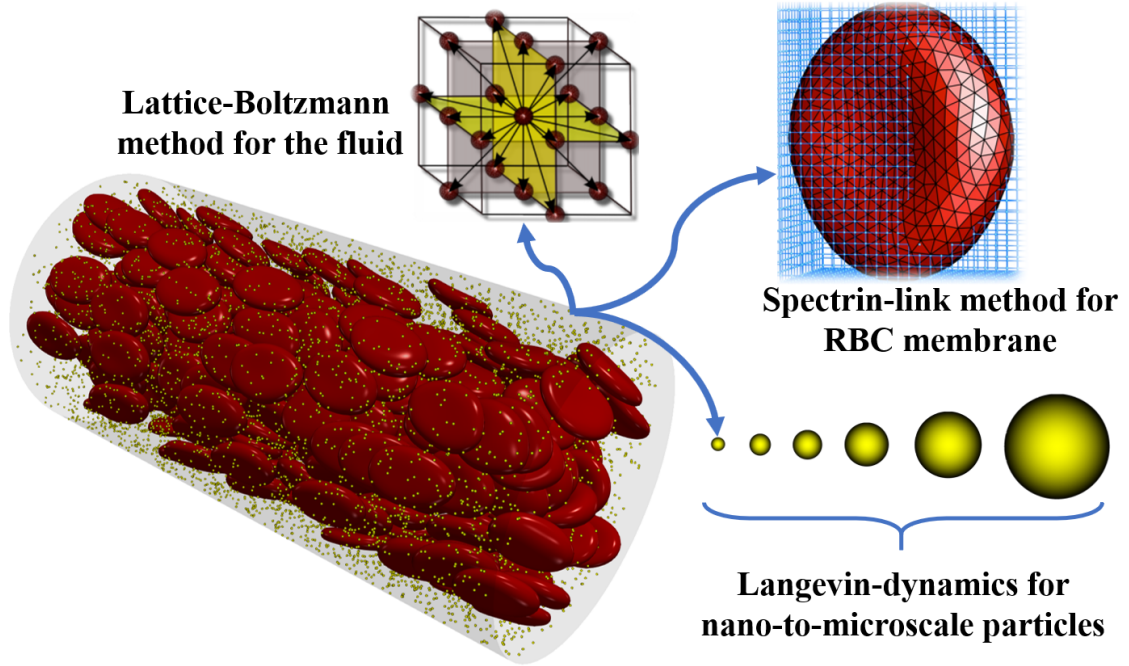 Lattice-Boltzmann
method for the fluid
Spectrin-link method for
RBC membrane
Langevin-dynamics for
nano-to-microscale particles